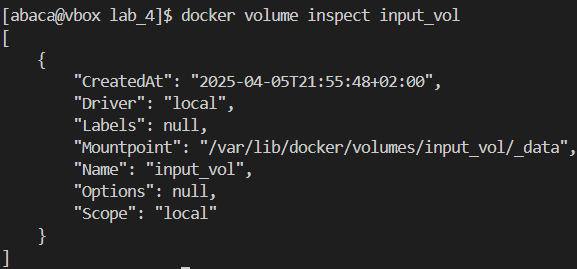 [abaca@vbox lab_4]$ docker volume inspect input_vol
[
    {
        "CreatedAt": "2025-04-05T21:55:48+02:00",
        "Driver": "local",
        "Labels": null,
        "Mountpoint": "/var/lib/docker/volumes/input_vol/_data",
        "Name": "input_vol",
        "Options": null,
        "Scope": "local"
    }
]